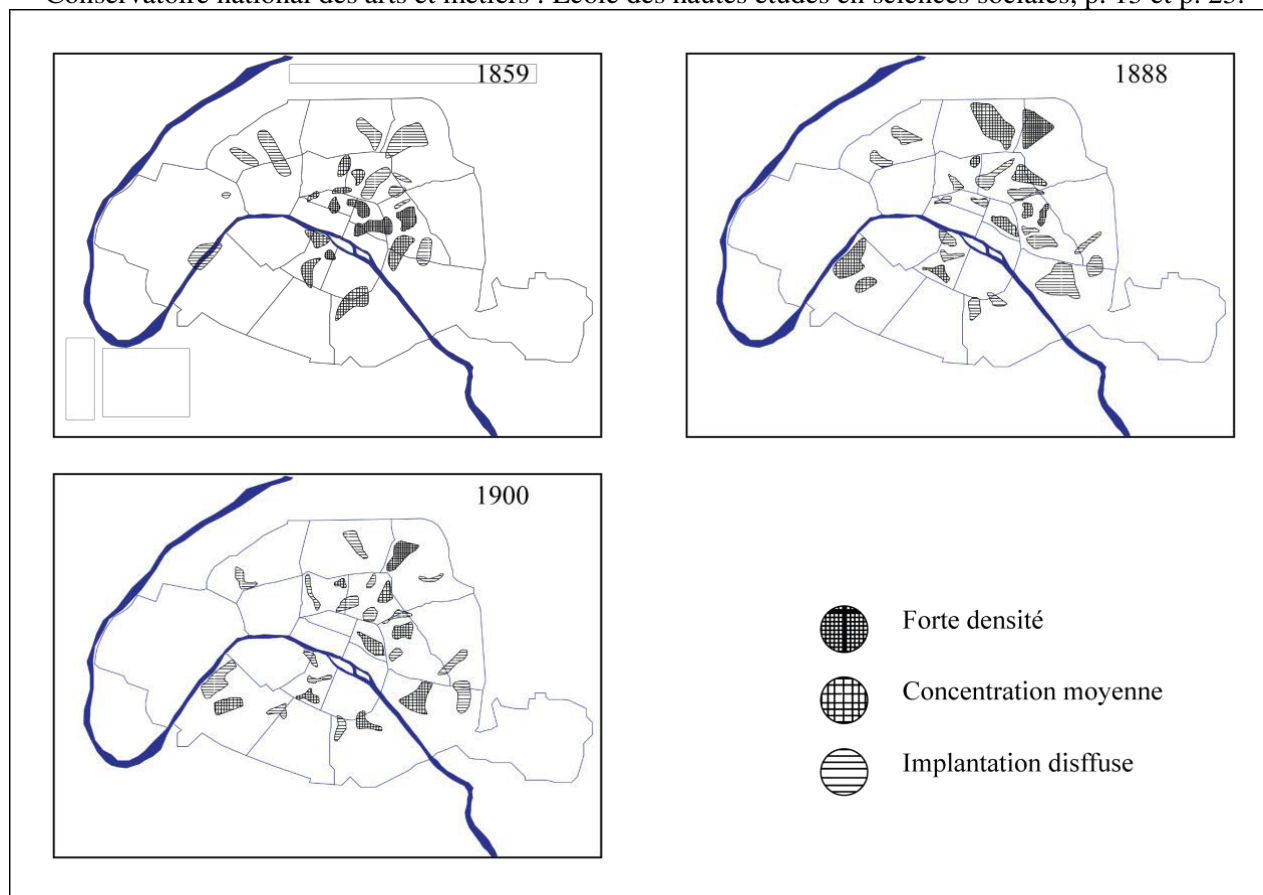 Conservatoire national des arts et métiers : École des hautes études en sciences sociales, p. 15 et p. 23.
1859
1888
1900
Forte densité
Concentration moyenne
Implantation disffuse